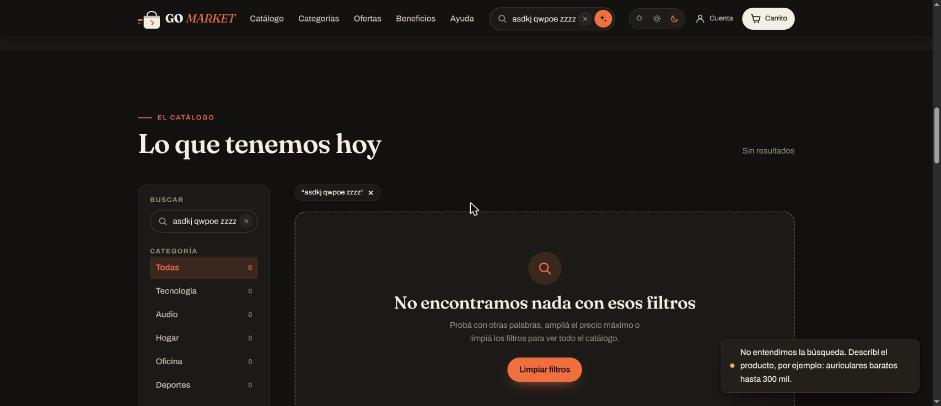 GO MARKET
Catálogo
Categorías
Ofertas
Beneficios
Ayuda
asdkj qwpoe zzzz
Cuenta
Carrito
EL CATÁLOGO
Lo que tenemos hoy
Sin resultados
BUSCAR
asdkj qwpoe zzzz
CATEGORÍA
Todas 0
Tecnología 0
Audio 0
Hogar 0
Oficina 0
Deportes 0
"asdkj qwpoe zzzz"
No encontramos nada con esos filtros
Probá con otras palabras, ampliá el precio máximo o
limpiá los filtros para ver todo el catálogo.
Limpiar filtros
No entendimos la búsqueda. Describí el
producto, por ejemplo: auriculares baratos
hasta 300 mil.